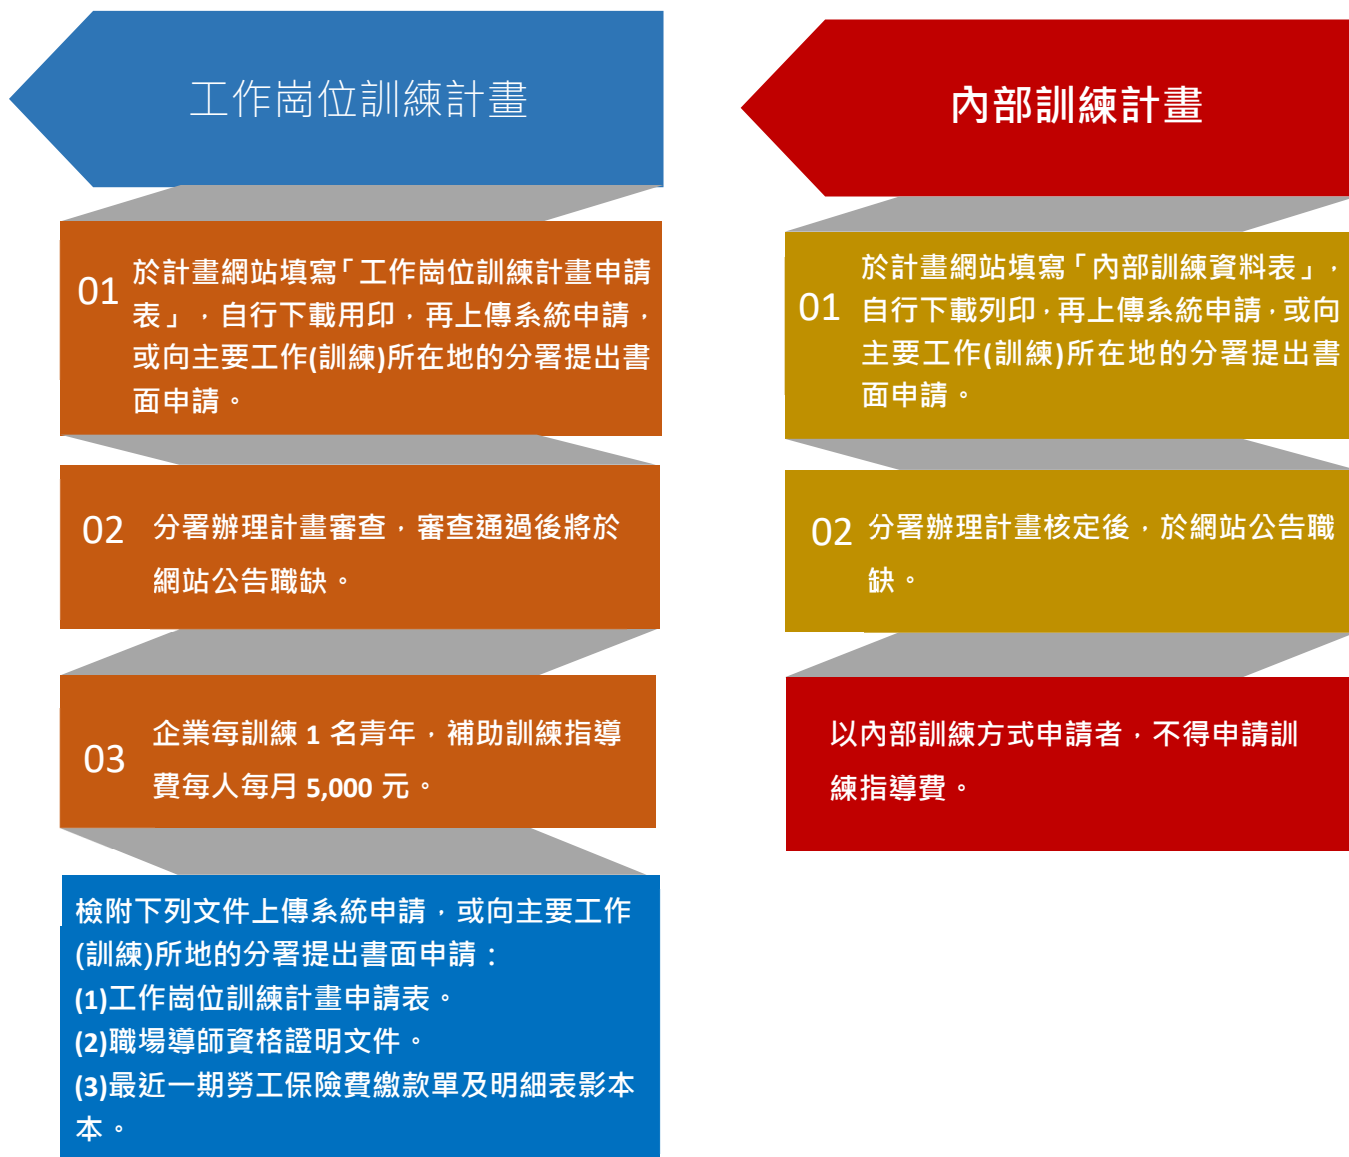 工作崗位訓練計畫
01
於計畫網站填寫「工作崗位訓練計畫申請
表」，自行下載用印，再上傳系統申請，
或向主要工作(訓練)所在地的分署提出書
面申請。
02
分署辦理計畫審查，審查通過後將於
網站公告職缺。
03
企業每訓練 1 名青年，補助訓練指導
費每人每月 5,000 元。
檢附下列文件上傳系統申請，或向主要工作
(訓練)所地的分署提出書面申請：
(1)工作崗位訓練計畫申請表。
(2)職場導師資格證明文件。
(3)最近一期勞工保險費繳款單及明細表影本
本。
內部訓練計畫
01
於計畫網站填寫「內部訓練資料表」，
自行下載列印，再上傳系統申請，或向
主要工作(訓練)所在地的分署提出書
面申請。
02
分署辦理計畫核定後，於網站公告職
缺。
以內部訓練方式申請者，不得申請訓
練指導費。